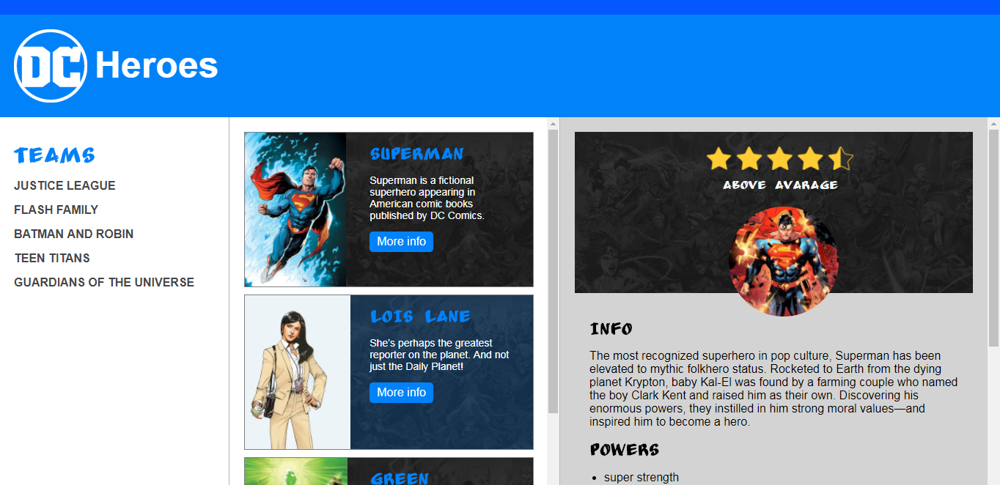 DC Heroes
TEAMS
JUSTICE LEAGUE
FLASH FAMILY
BATMAN AND ROBIN
TEEN TITANS
GUARDIANS OF THE UNIVERSE
SUPERMAN
Superman is a fictional
superhero appearing in
American comic books
published by DC Comics.
More info
LOIS LANE
She's perhaps the greatest
reporter on the planet. And not
just the Daily Planet!
More info
GREEN
ABOVE AVARAGE
INFO
The most recognized superhero in pop culture, Superman has been
elevated to mythic folkhero status. Rocketed to Earth from the dying
planet Krypton, baby Kal-El was found by a farming couple who named
the boy Clark Kent and raised him as their own. Discovering his
enormous powers, they instilled in him strong moral values—and
inspired him to become a hero.
POWERS
• super strength